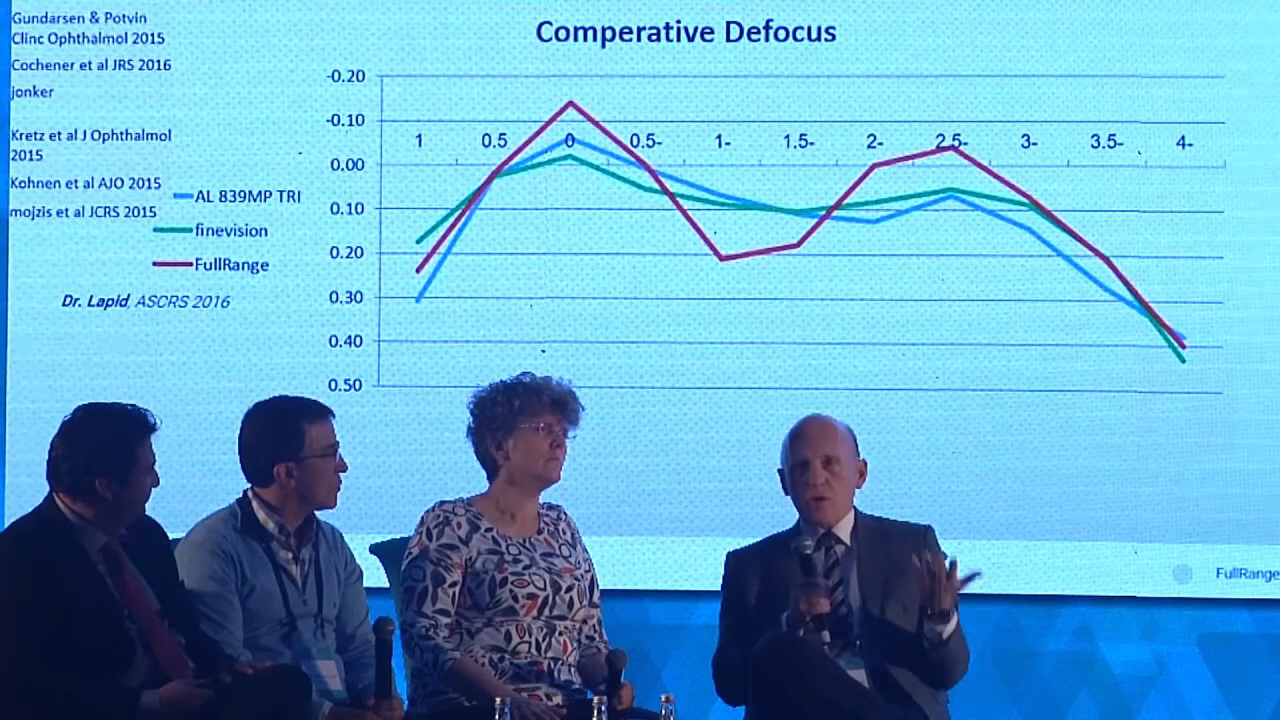 Gundarsen & Potvin
Clinc Ophthalmol 2015
Cochener et al JRS 2016
jonker
Kretz et al J Ophthalmol
2015
Kohnen et al AJO 2015
mojzis et al JCRS 2015
AL 839MP TRI
finevision
FullRange
Dr. Lapid, ASCRS 2016
Comperative Defocus
-0.20
-0.10
1 0.5 0 0.5- 1- 1.5- 2- 2.5- 3- 3.5- 4-
0.00
0.10
0.20
0.30
0.40
0.50
FullRange